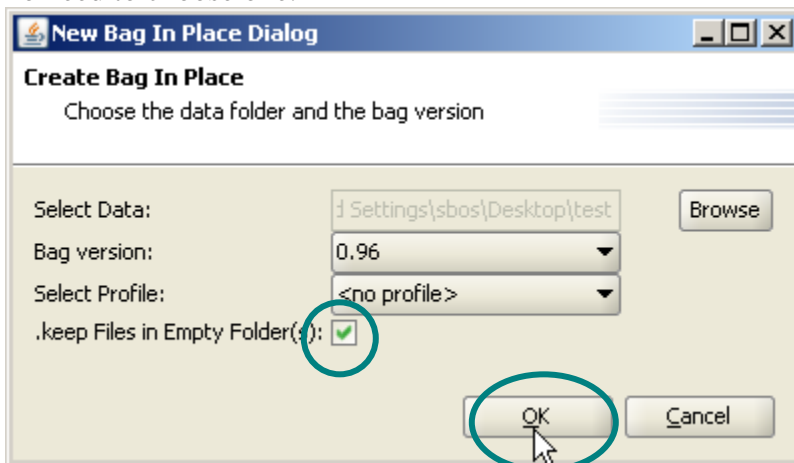 New Bag In Place Dialog
Create Bag In Place
Choose the data folder and the bag version
Select Data: d Settings\sbos\Desktop\test Browse
Bag version: 0.96
Select Profile: <no profile>
.keep Files in Empty Folder(s):
OK Cancel